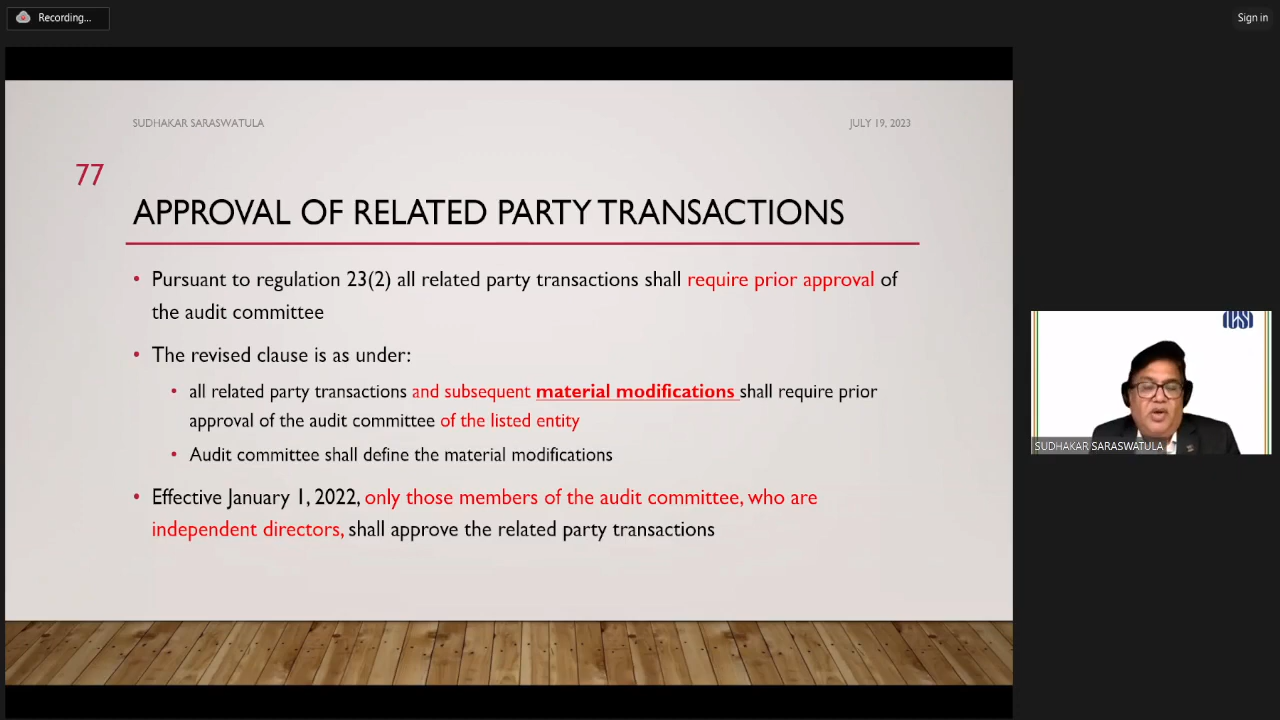 Recording...
Sign in
SUDHAKAR SARASWATULA
JULY 19, 2023
77
APPROVAL OF RELATED PARTY TRANSACTIONS
• Pursuant to regulation 23(2) all related party transactions shall require prior approval of
the audit committee
• The revised clause is as under:
• all related party transactions and subsequent material modifications shall require prior
approval of the audit committee of the listed entity
• Audit committee shall define the material modifications
• Effective January 1, 2022, only those members of the audit committee, who are
independent directors, shall approve the related party transactions
ICSI
SUDHAKAR SARASWATULA